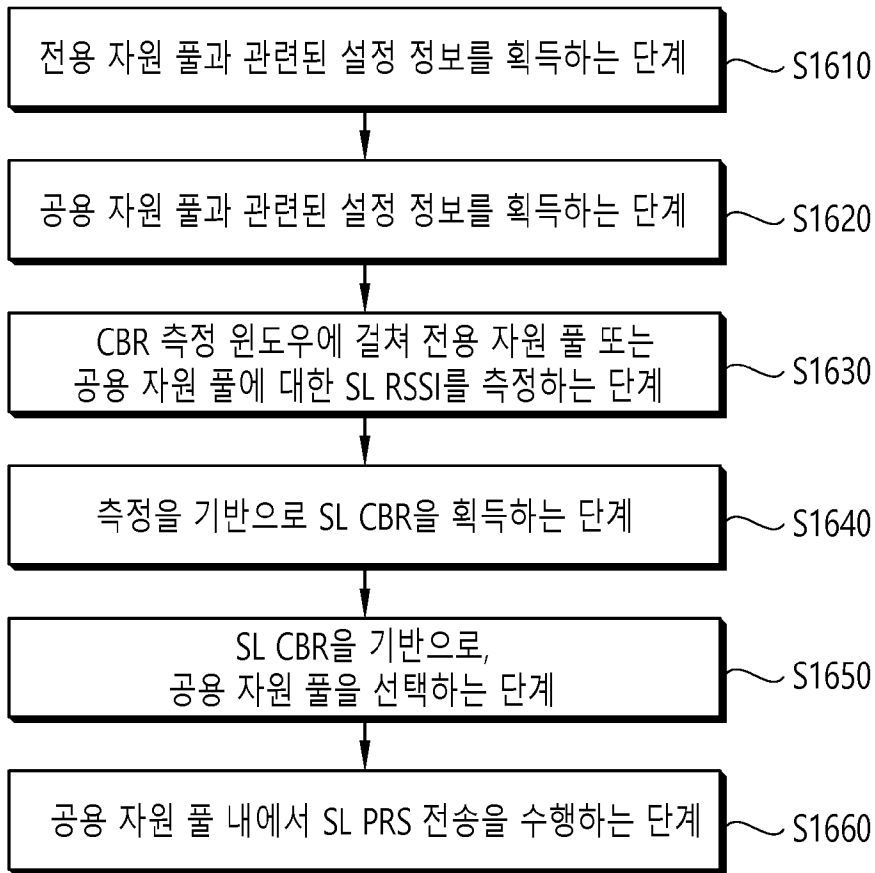 전용 자원 풀과 관련된 설정 정보를 획득하는 단계
S1610
공용 자원 풀과 관련된 설정 정보를 획득하는 단계
S1620
CBR 측정 윈도우에 걸쳐 전용 자원 풀 또는
공용 자원 풀에 대한 SL RSSI를 측정하는 단계
S1630
측정을 기반으로 SL CBR을 획득하는 단계
S1640
SL CBR을 기반으로,
공용 자원 풀을 선택하는 단계
S1650
공용 자원 풀 내에서 SL PRS 전송을 수행하는 단계
S1660